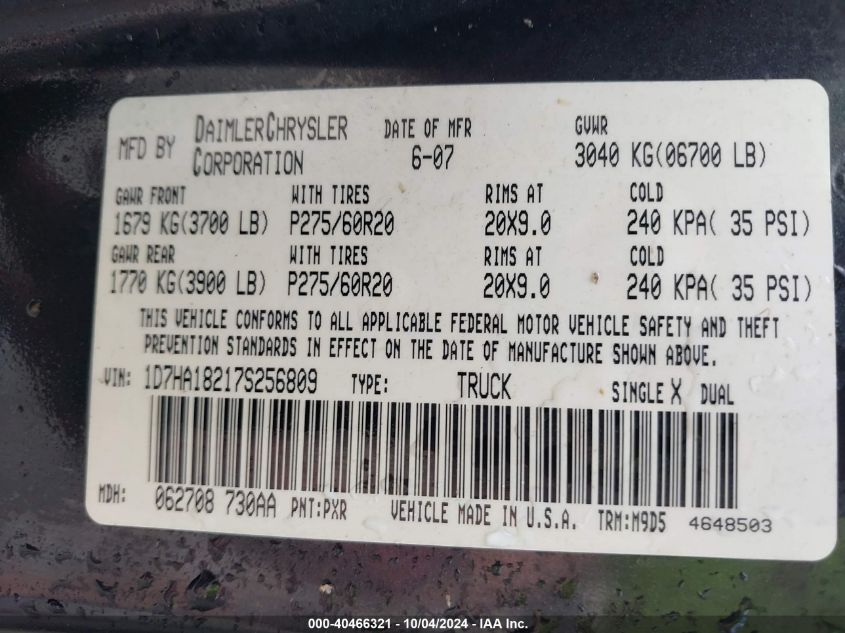 MFD BY DAIMLERCHRYSLER CORPORATION DATE OF MFR 6-07 GVWR 3040 KG(06700 LB)
GAWR FRONT WITH TIRES RIMS AT COLD
1679 KG(3700 LB) P275/60R20 20X9.0 240 KPA( 35 PSI)
GAWR REAR WITH TIRES RIMS AT COLD
1770 KG(3900 LB) P275/60R20 20X9.0 240 KPA( 35 PSI)
THIS VEHICLE CONFORMS TO ALL APPLICABLE FEDERAL MOTOR VEHICLE SAFETY AND THEFT
PREVENTION STANDARDS IN EFFECT ON THE DATE OF MANUFACTURE SHOWN ABOVE.
VIN: 1D7HA18217S256809 TYPE: TRUCK SINGLE X DUAL
MDH: 062708 730AA PNT:PXR VEHICLE MADE IN U.S.A. TRM:M9D5 4648503
000-40466321 - 10/04/2024 - IAA Inc.